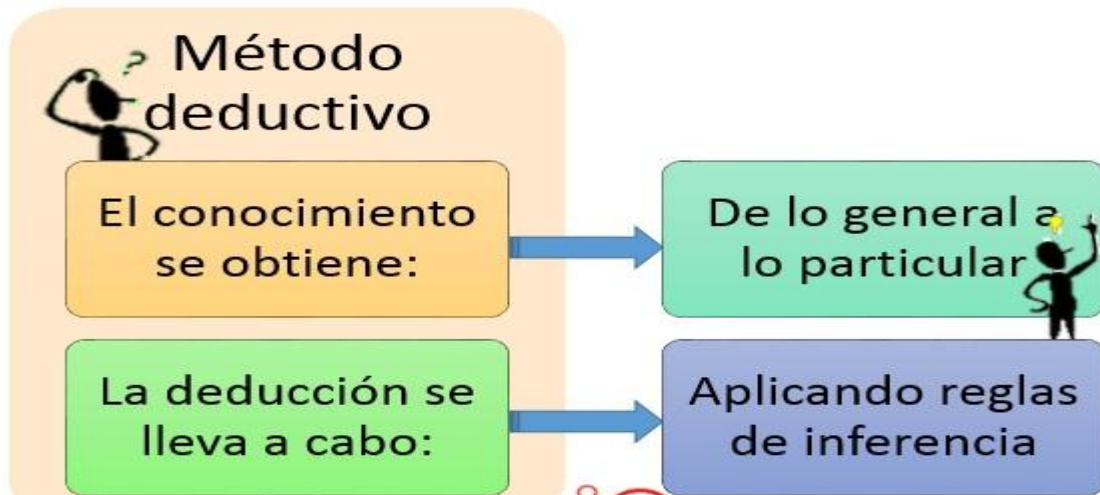 ?
Método
deductivo
El conocimiento
se obtiene:
De lo general a
lo particular
La deducción se
lleva a cabo:
Aplicando reglas
de inferencia